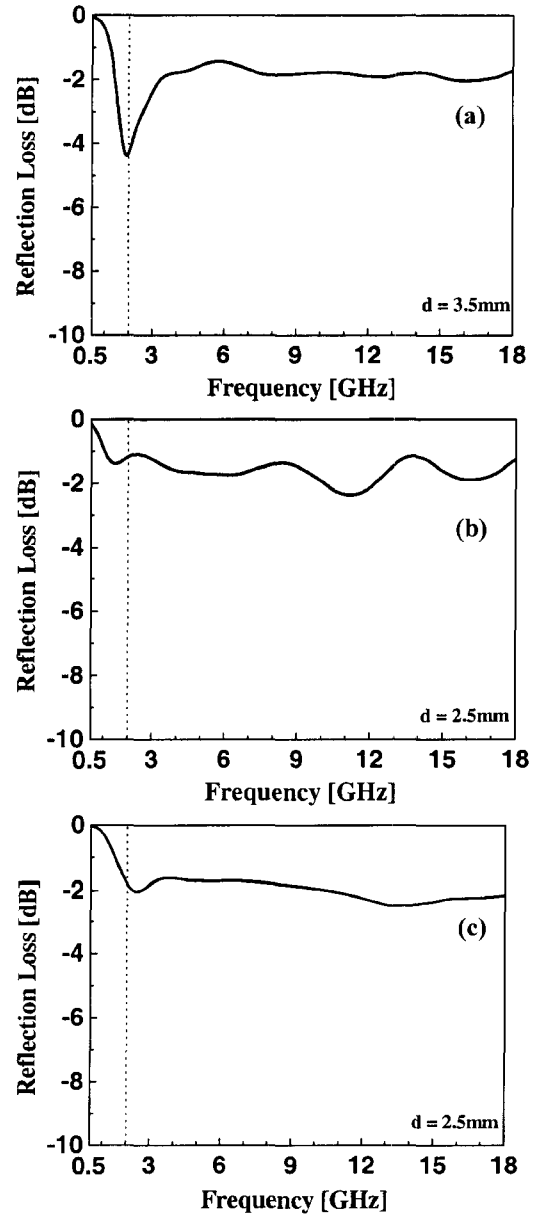 0
-2
-4
-6
-8
-10
Reflection Loss [dB]
(a)
d = 3.5mm
0.5 3 6 9 12 15 18
Frequency [GHz]
0
-2
-4
-6
-8
-10
Reflection Loss [dB]
(b)
d = 2.5mm
0.5 3 6 9 12 15 18
Frequency [GHz]
0
-2
-4
-6
-8
-10
Reflection Loss [dB]
(c)
d = 2.5mm
0.5 3 6 9 12 15 18
Frequency [GHz]